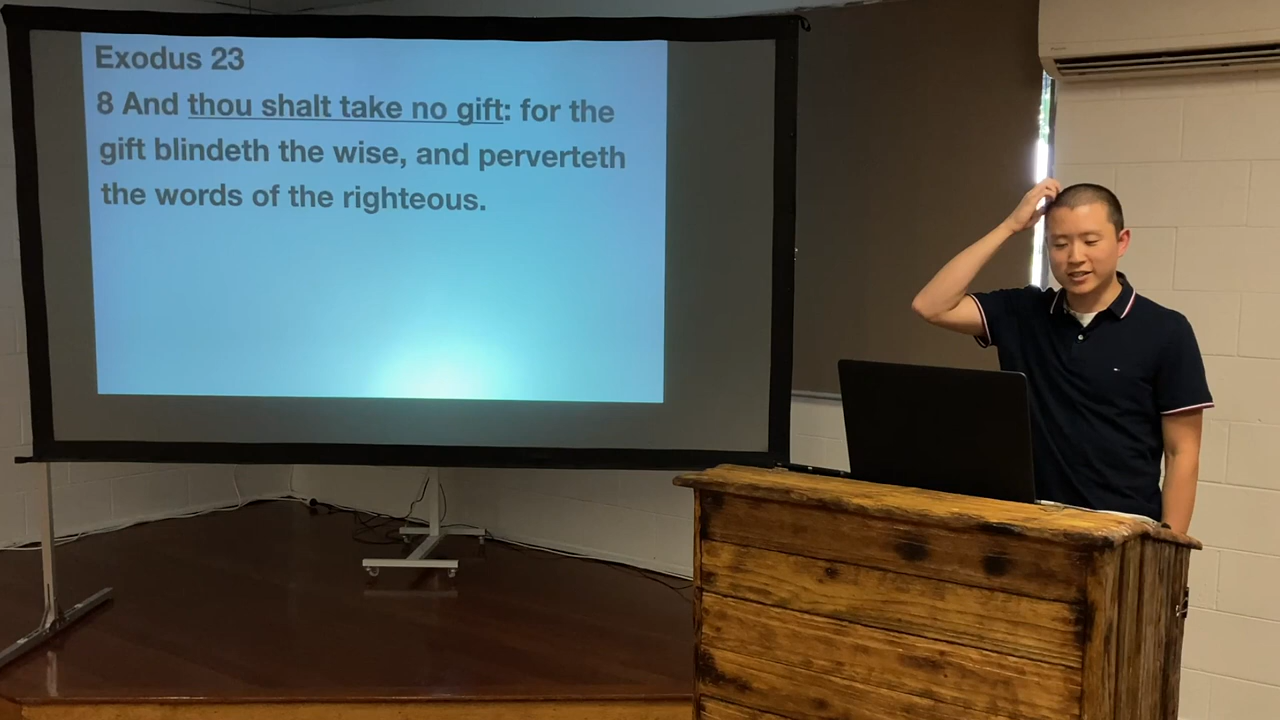 Exodus 23
8 And thou shalt take no gift: for the
gift blindeth the wise, and perverteth
the words of the righteous.